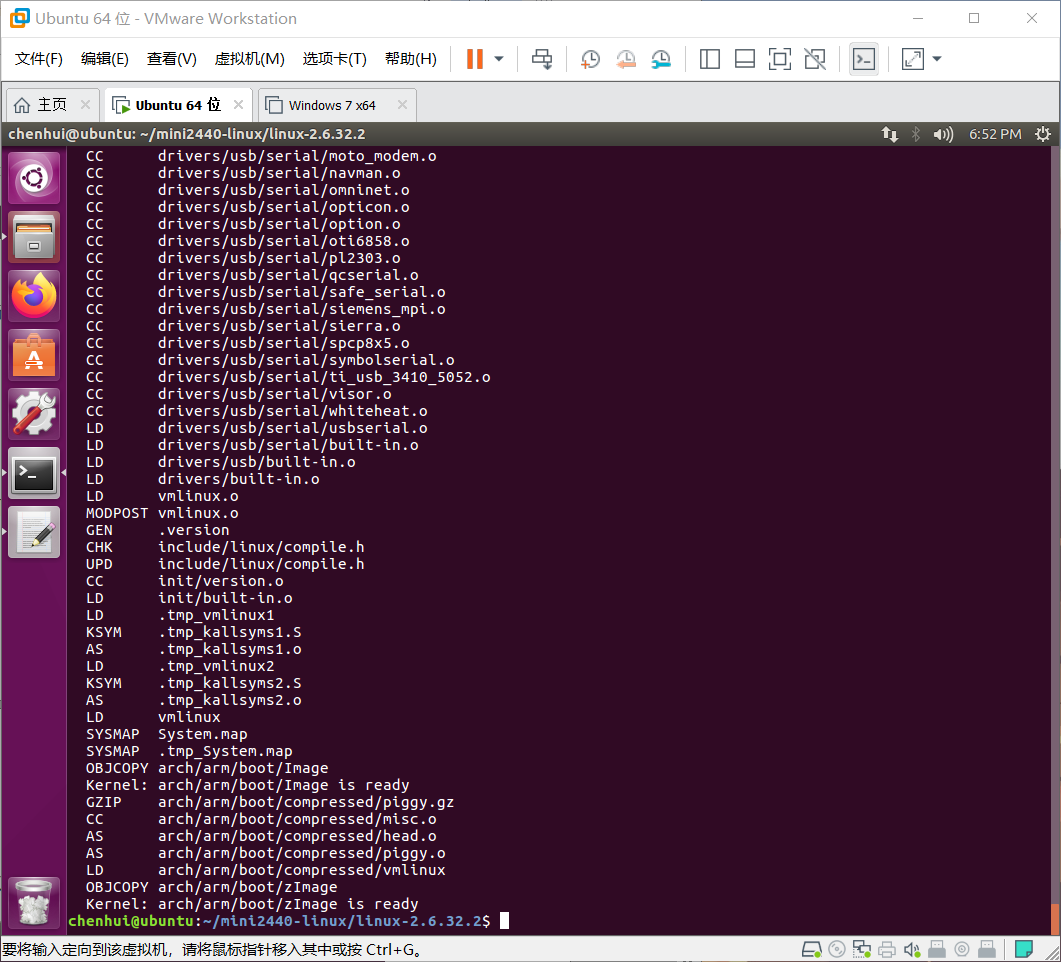 Ubuntu 64 位 - VMware Workstation
文件(F) 编辑(E) 查看(V) 虚拟机(M) 选项卡(T) 帮助(H)
主页 Ubuntu 64 位 Windows 7 x64
chenhui@ubuntu: ~/mini2440-linux/linux-2.6.32.2 6:52 PM
CC drivers/usb/serial/moto_modem.o
CC drivers/usb/serial/navman.o
CC drivers/usb/serial/omninet.o
CC drivers/usb/serial/opticon.o
CC drivers/usb/serial/option.o
CC drivers/usb/serial/oti6858.o
CC drivers/usb/serial/pl2303.o
CC drivers/usb/serial/qcserial.o
CC drivers/usb/serial/safe_serial.o
CC drivers/usb/serial/siemens_mpi.o
CC drivers/usb/serial/sierra.o
CC drivers/usb/serial/spcp8x5.o
CC drivers/usb/serial/symbolserial.o
CC drivers/usb/serial/ti_usb_3410_5052.o
CC drivers/usb/serial/visor.o
CC drivers/usb/serial/whiteheat.o
LD drivers/usb/serial/usbserial.o
LD drivers/usb/serial/built-in.o
LD drivers/usb/built-in.o
LD drivers/built-in.o
LD vmlinux.o
MODPOST vmlinux.o
GEN .version
CHK include/linux/compile.h
UPD include/linux/compile.h
CC init/version.o
LD init/built-in.o
LD .tmp_vmlinux1
KSYM .tmp_kallsyms1.S
AS .tmp_kallsyms1.o
LD .tmp_vmlinux2
KSYM .tmp_kallsyms2.S
AS .tmp_kallsyms2.o
LD vmlinux
SYSMAP System.map
SYSMAP .tmp_System.map
OBJCOPY arch/arm/boot/Image
Kernel: arch/arm/boot/Image is ready
GZIP arch/arm/boot/compressed/piggy.gz
CC arch/arm/boot/compressed/misc.o
AS arch/arm/boot/compressed/head.o
AS arch/arm/boot/compressed/piggy.o
LD arch/arm/boot/compressed/vmlinux
OBJCOPY arch/arm/boot/zImage
Kernel: arch/arm/boot/zImage is ready
chenhui@ubuntu:~/mini2440-linux/linux-2.6.32.2$
要将输入定向到该虚拟机，请将鼠标指针移入其中或按 Ctrl+G。